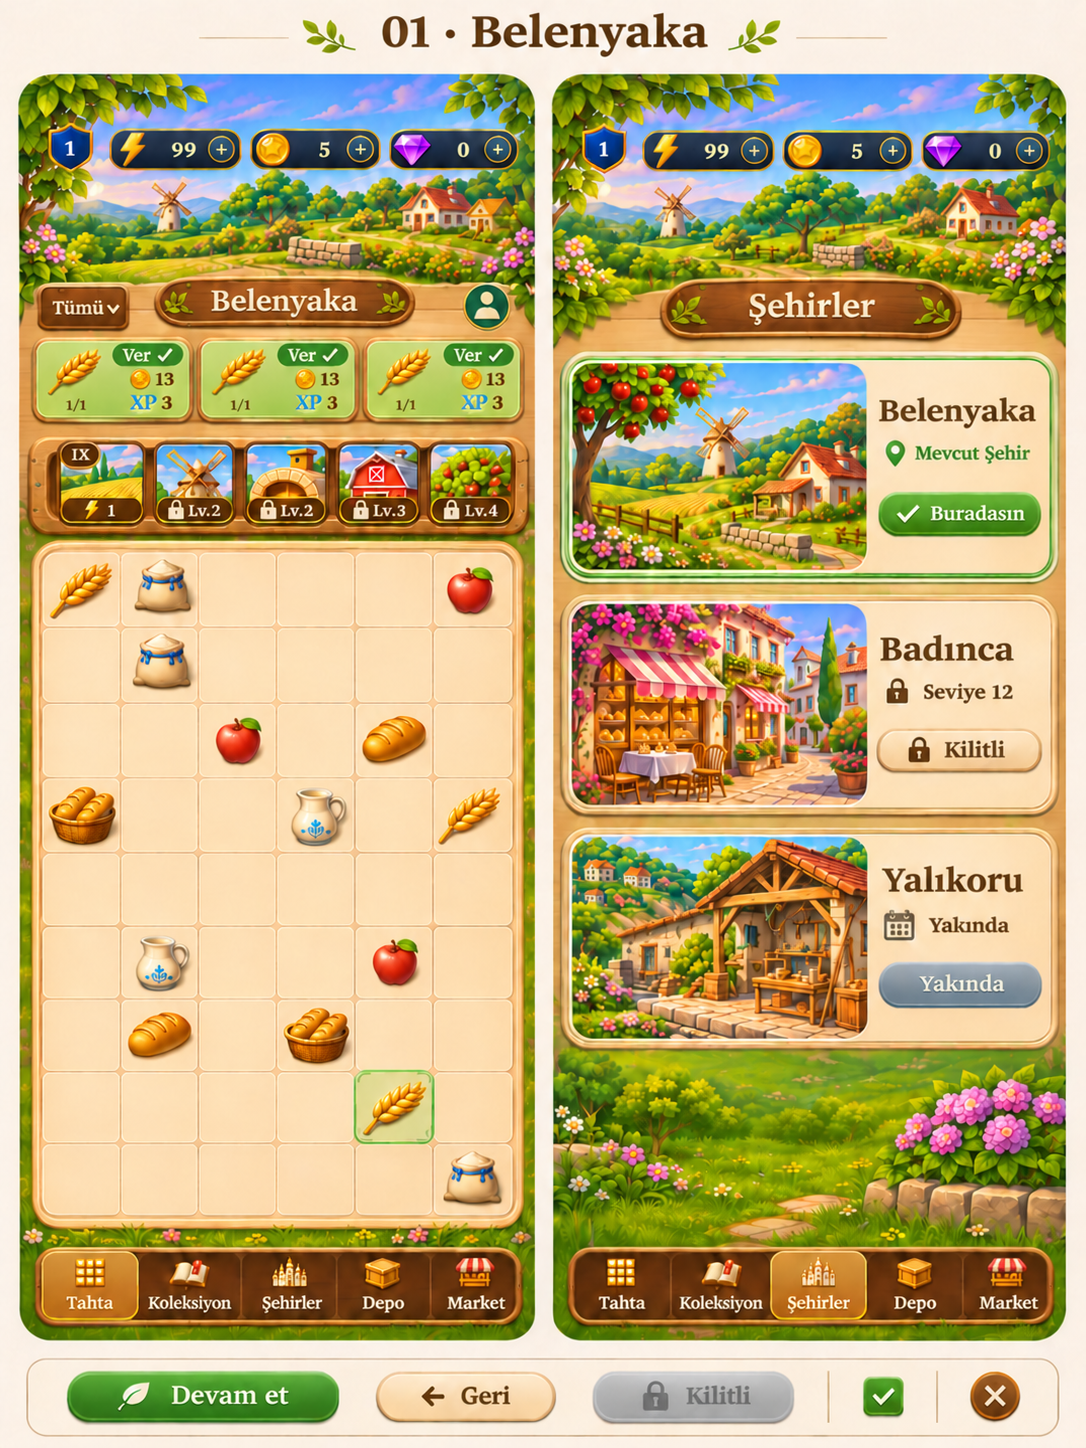 01 · Belenyaka
1 99 + 5 + 0 +
Tümü Belenyaka
Ver
13
1/1 XP 3
Ver
13
1/1 XP 3
Ver
13
1/1 XP 3
IX
1 Lv.2 Lv.2 Lv.3 Lv.4
Tahta Koleksiyon Şehirler Depo Market
1 99 + 5 + 0 +
Şehirler
Belenyaka
Mevcut Şehir
Buradasın
Badınca
Seviye 12
Kilitli
Yalıkoru
Yakında
Yakında
Tahta Koleksiyon Şehirler Depo Market
Devam et Geri Kilitli